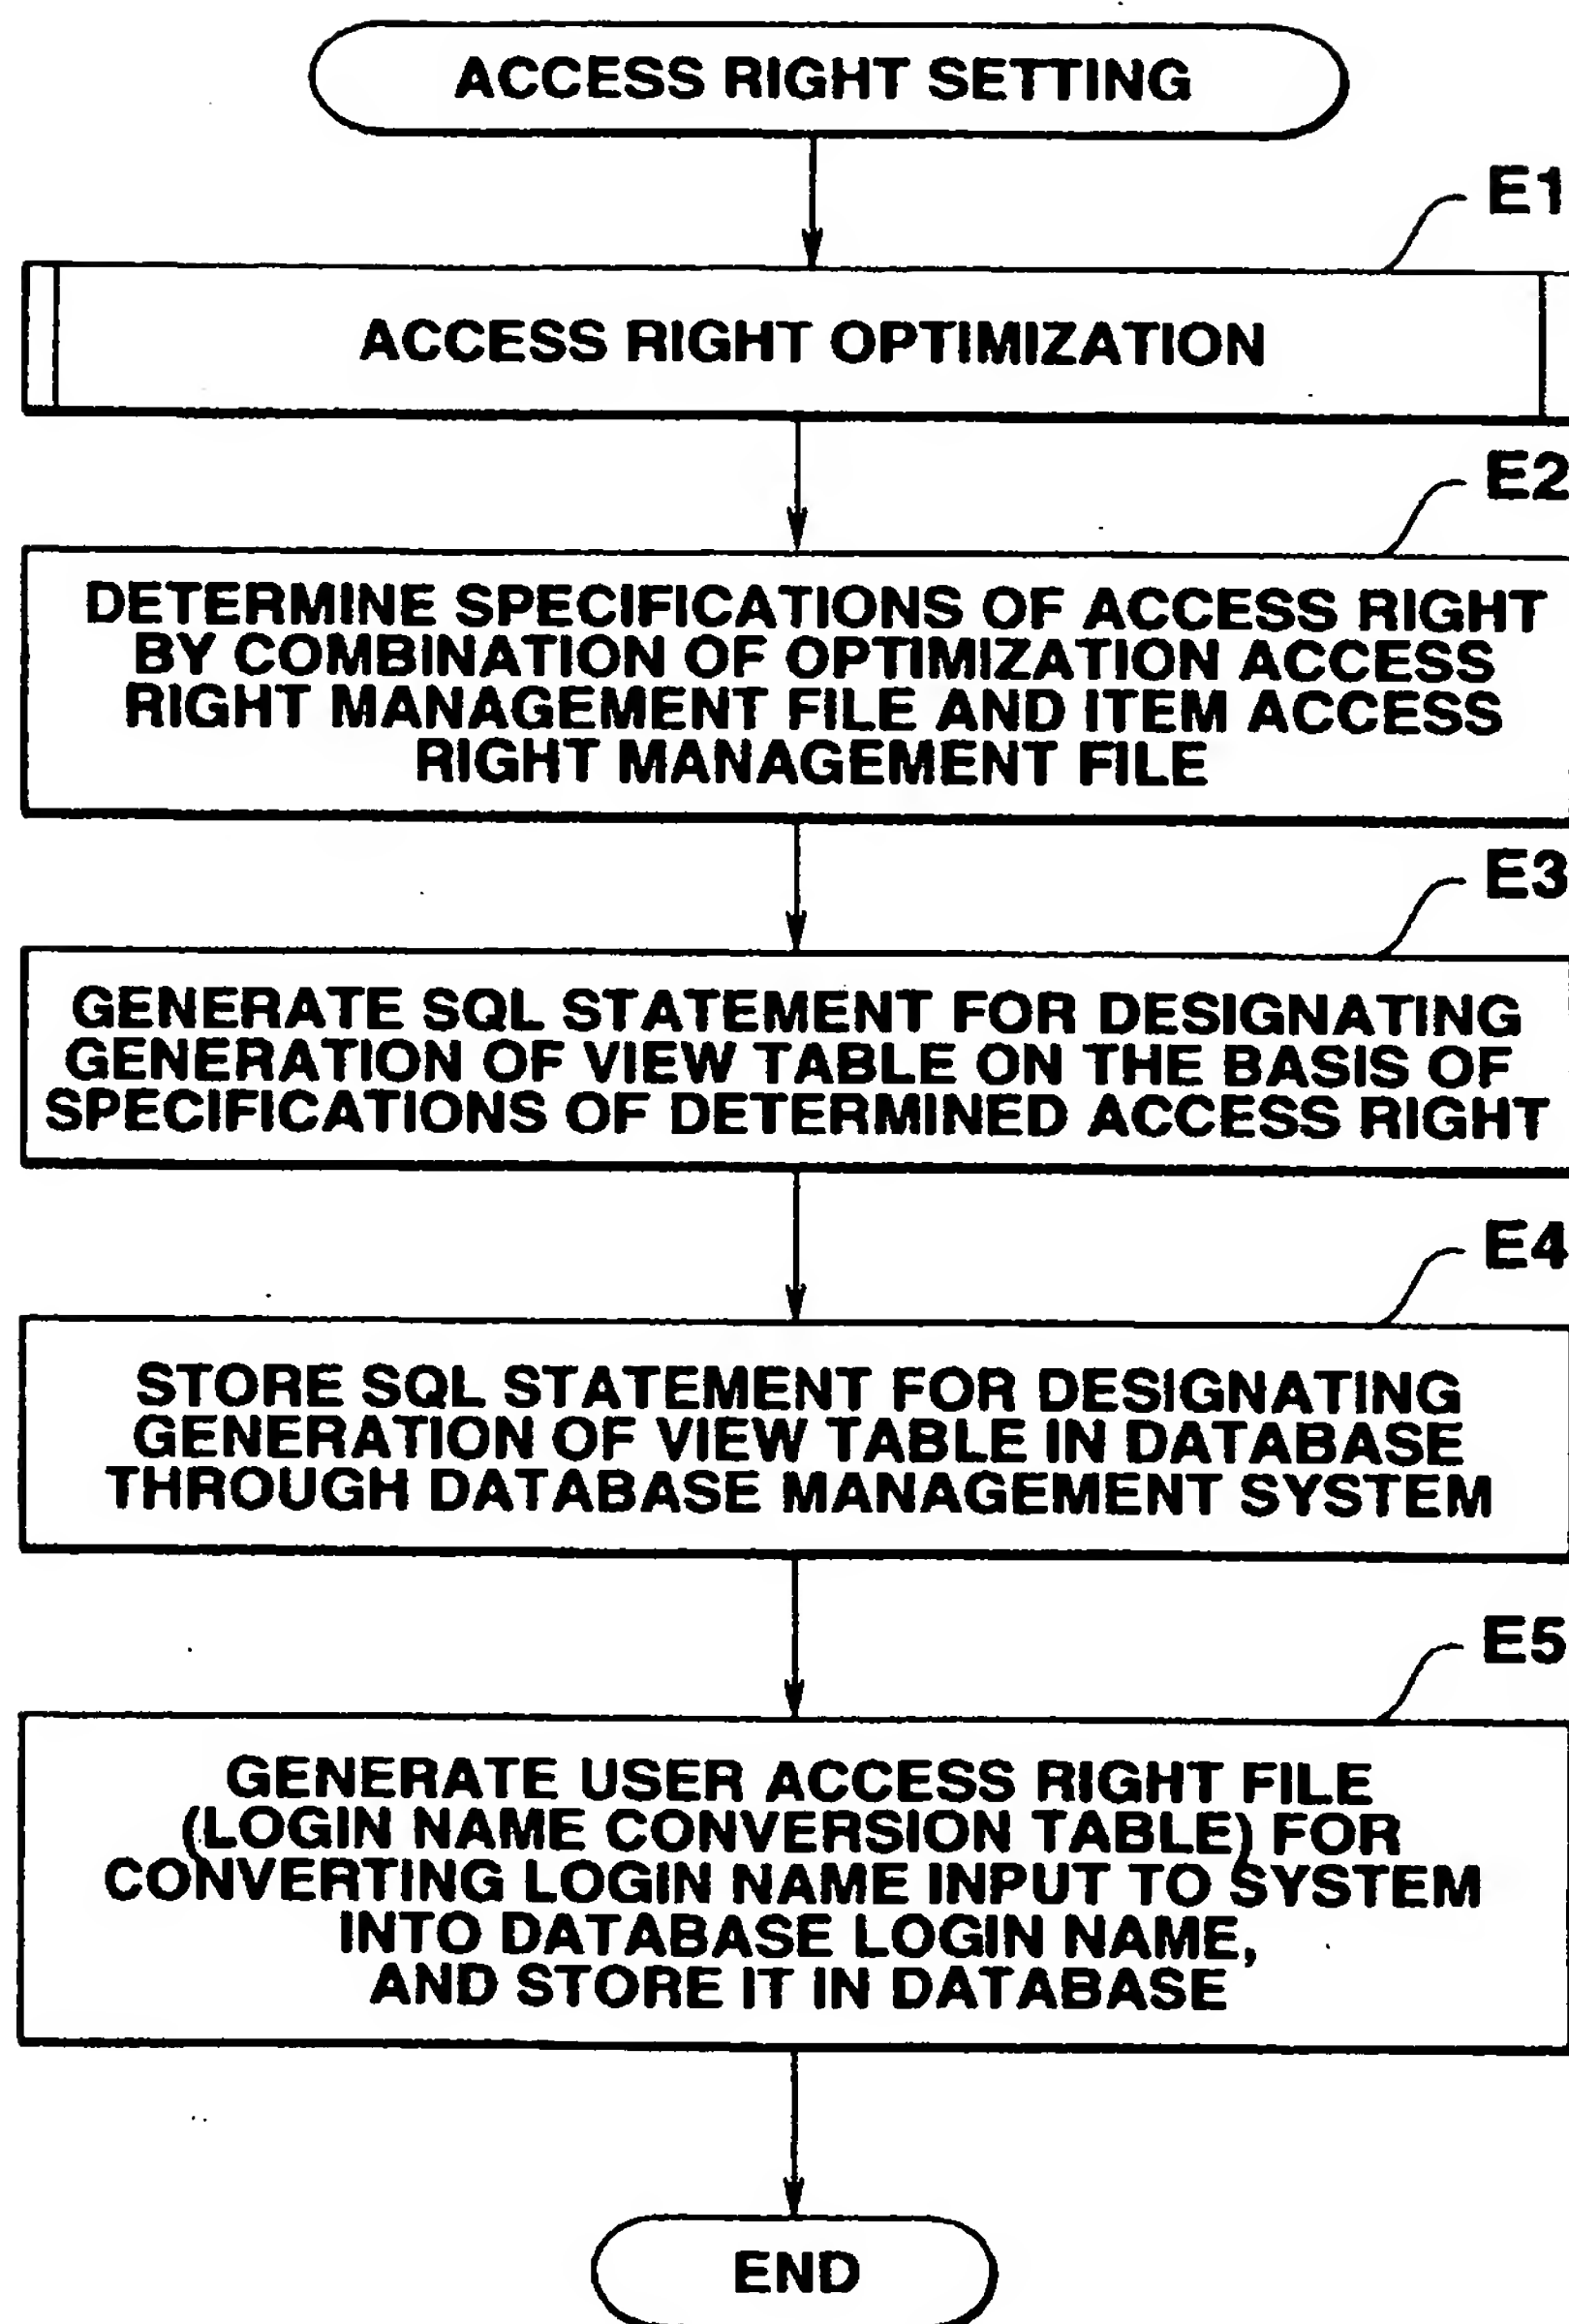 ACCESS RIGHT SETTING
E1
ACCESS RIGHT OPTIMIZATION
E2
DETERMINE SPECIFICATIONS OF ACCESS RIGHT
BY COMBINATION OF OPTIMIZATION ACCESS
RIGHT MANAGEMENT FILE AND ITEM ACCESS
RIGHT MANAGEMENT FILE
E3
GENERATE SQL STATEMENT FOR DESIGNATING
GENERATION OF VIEW TABLE ON THE BASIS OF
SPECIFICATIONS OF DETERMINED ACCESS RIGHT
E4
STORE SQL STATEMENT FOR DESIGNATING
GENERATION OF VIEW TABLE IN DATABASE
THROUGH DATABASE MANAGEMENT SYSTEM
E5
GENERATE USER ACCESS RIGHT FILE
(LOGIN NAME CONVERSION TABLE) FOR
CONVERTING LOGIN NAME INPUT TO SYSTEM
INTO DATABASE LOGIN NAME,
AND STORE IT IN DATABASE
END